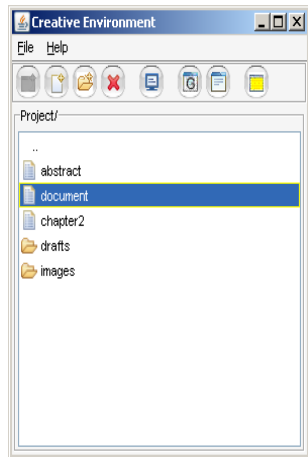 Creative Environment
File Help
G
Project/
..
abstract
document
chapter2
drafts
images